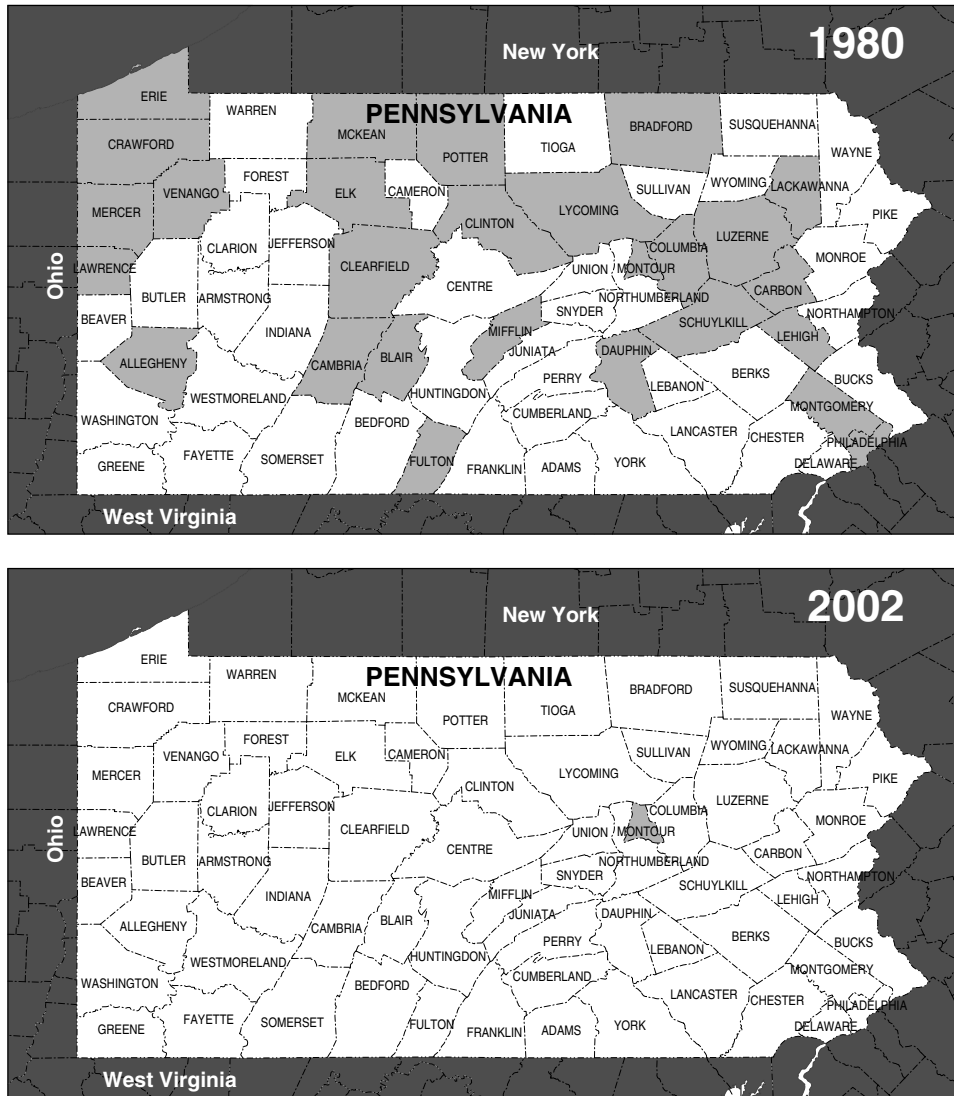 1980
New York
PENNSYLVANIA
ERIE
WARREN
MCKEAN
BRADFORD
SUSQUEHANNA
CRAWFORD
POTTER
TIOGA
WAYNE
FOREST
VENANGO
ELK
CAMERON
SULLIVAN
WYOMING
LACKAWANNA
MERCER
LYCOMING
PIKE
CLINTON
CLARION
JEFFERSON
COLUMBIA
LUZERNE
LAWRENCE
CLEARFIELD
UNION
MONTOUR
MONROE
Ohio
BUTLER
ARMSTRONG
CENTRE
CARBON
BEAVER
NORTHUMBERLAND
SNYDER
NORTHAMPTON
INDIANA
MIFFLIN
SCHUYLKILL
LEHIGH
ALLEGHENY
CAMBRIA
BLAIR
JUNIATA
DAUPHIN
PERRY
LEBANON
BERKS
BUCKS
WESTMORELAND
HUNTINGDON
MONTGOMERY
WASHINGTON
BEDFORD
CUMBERLAND
LANCASTER
CHESTER
PHILADELPHIA
GREENE
FAYETTE
SOMERSET
FULTON
FRANKLIN
ADAMS
YORK
DELAWARE
West Virginia
2002
New York
PENNSYLVANIA
ERIE
WARREN
MCKEAN
BRADFORD
SUSQUEHANNA
CRAWFORD
POTTER
TIOGA
WAYNE
FOREST
VENANGO
ELK
CAMERON
SULLIVAN
WYOMING
LACKAWANNA
MERCER
LYCOMING
PIKE
CLINTON
CLARION
JEFFERSON
COLUMBIA
LUZERNE
LAWRENCE
CLEARFIELD
UNION
MONTOUR
MONROE
Ohio
BUTLER
ARMSTRONG
CENTRE
CARBON
BEAVER
NORTHUMBERLAND
SNYDER
NORTHAMPTON
INDIANA
MIFFLIN
SCHUYLKILL
LEHIGH
ALLEGHENY
CAMBRIA
BLAIR
JUNIATA
DAUPHIN
PERRY
LEBANON
BERKS
BUCKS
WESTMORELAND
HUNTINGDON
MONTGOMERY
WASHINGTON
BEDFORD
CUMBERLAND
LANCASTER
CHESTER
PHILADELPHIA
GREENE
FAYETTE
SOMERSET
FULTON
FRANKLIN
ADAMS
YORK
DELAWARE
West Virginia